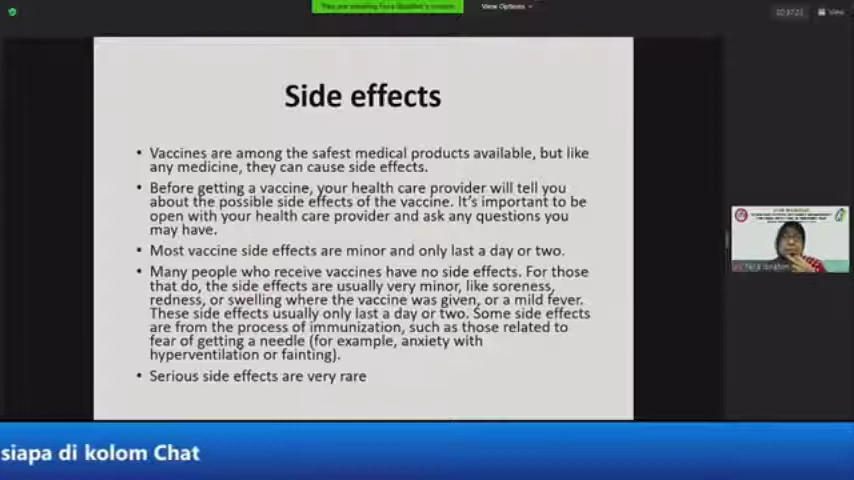 View Options
View
Side effects
• Vaccines are among the safest medical products available, but like
any medicine, they can cause side effects.
• Before getting a vaccine, your health care provider will tell you
about the possible side effects of the vaccine. It's important to be
open with your health care provider and ask any questions you
may have.
• Most vaccine side effects are minor and only last a day or two.
• Many people who receive vaccines have no side effects. For those
that do, the side effects are usually very minor, like soreness,
redness, or swelling where the vaccine was given, or a mild fever.
These side effects usually only last a day or two. Some side effects
are from the process of immunization, such as those related to
fear of getting a needle (for example, anxiety with
hyperventilation or fainting).
• Serious side effects are very rare
Fera Ibrahim
siapa di kolom Chat